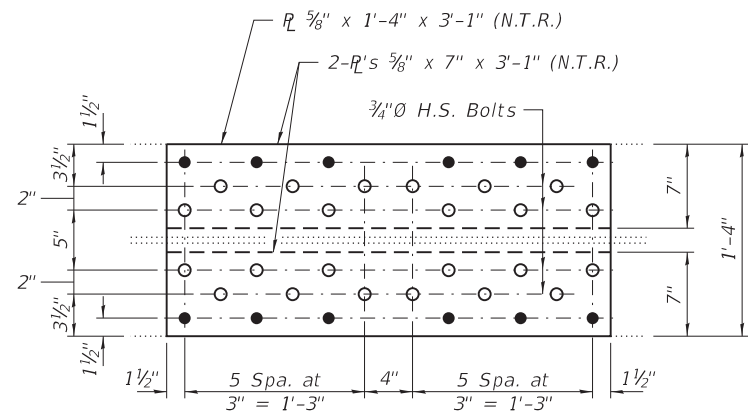 ℄ 5/8" x 1'-4" x 3'-1" (N.T.R.)
2-℄'s 5/8" x 7" x 3'-1" (N.T.R.)
3/4"Ø H.S. Bolts
1 1/2"
3 1/2"
2"
5"
2"
3 1/2"
1 1/2"
7"
7"
1'-4"
1 1/2"
5 Spa. at
3" = 1'-3"
4"
5 Spa. at
3" = 1'-3"
1 1/2"